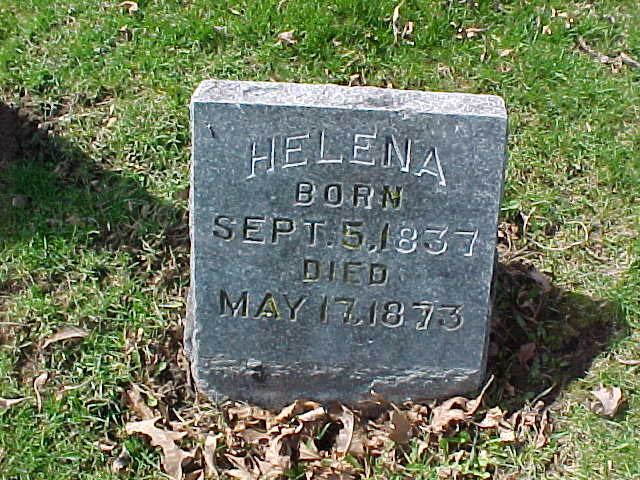 HELENA
BORN
SEPT. 5, 1837
DIED
MAY 17, 1873